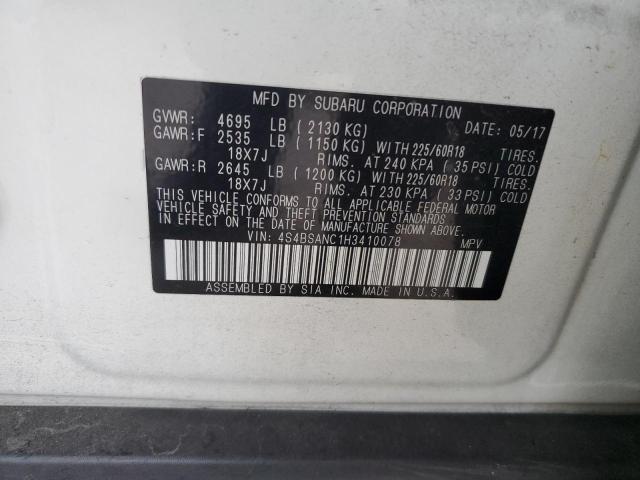 MFD BY SUBARU CORPORATION
GVWR: 4695 LB ( 2130 KG) DATE: 05/17
GAWR:F 2535 LB ( 1150 KG) WITH 225/60R18 TIRES.
18X7J RIMS. AT 240 KPA ( 35 PSI) COLD
GAWR:R 2645 LB ( 1200 KG) WITH 225/60R18 TIRES.
18X7J RIMS. AT 230 KPA ( 33 PSI) COLD
THIS VEHICLE CONFORMS TO ALL APPLICABLE FEDERAL MOTOR
VEHICLE SAFETY AND THEFT PREVENTION STANDARDS
IN EFFECT ON THE DATE OF MANUFACTURE SHOWN ABOVE.
VIN: 4S4BSANC1H3410078 MPV
ASSEMBLED BY SIA INC. MADE IN U.S.A.